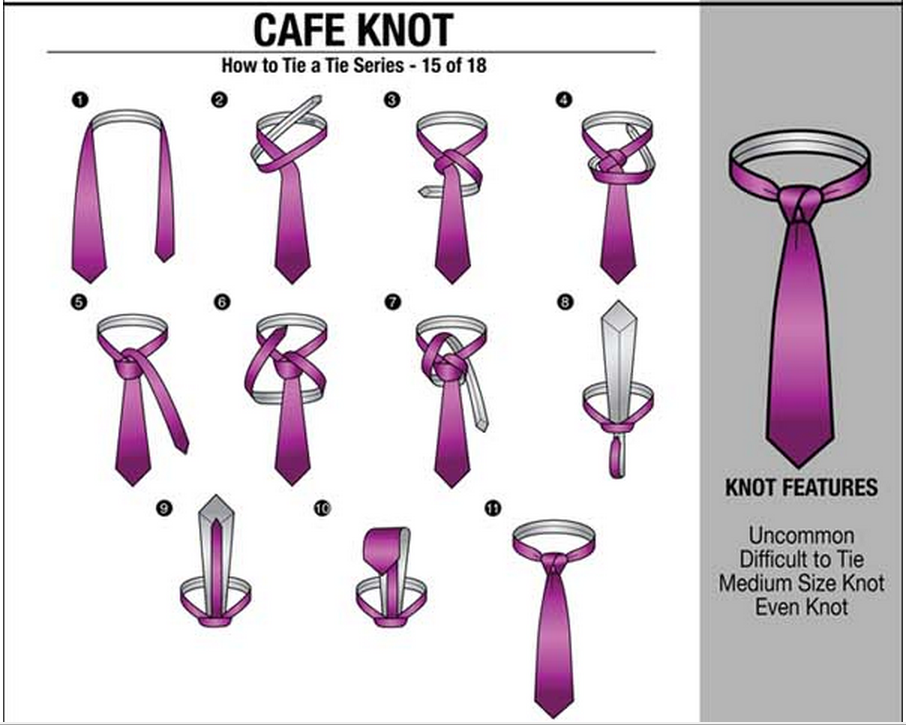 CAFE KNOT
How to Tie a Tie Series - 15 of 18
1
2
3
4
5
6
7
8
9
10
11
KNOT FEATURES
Uncommon
Difficult to Tie
Medium Size Knot
Even Knot